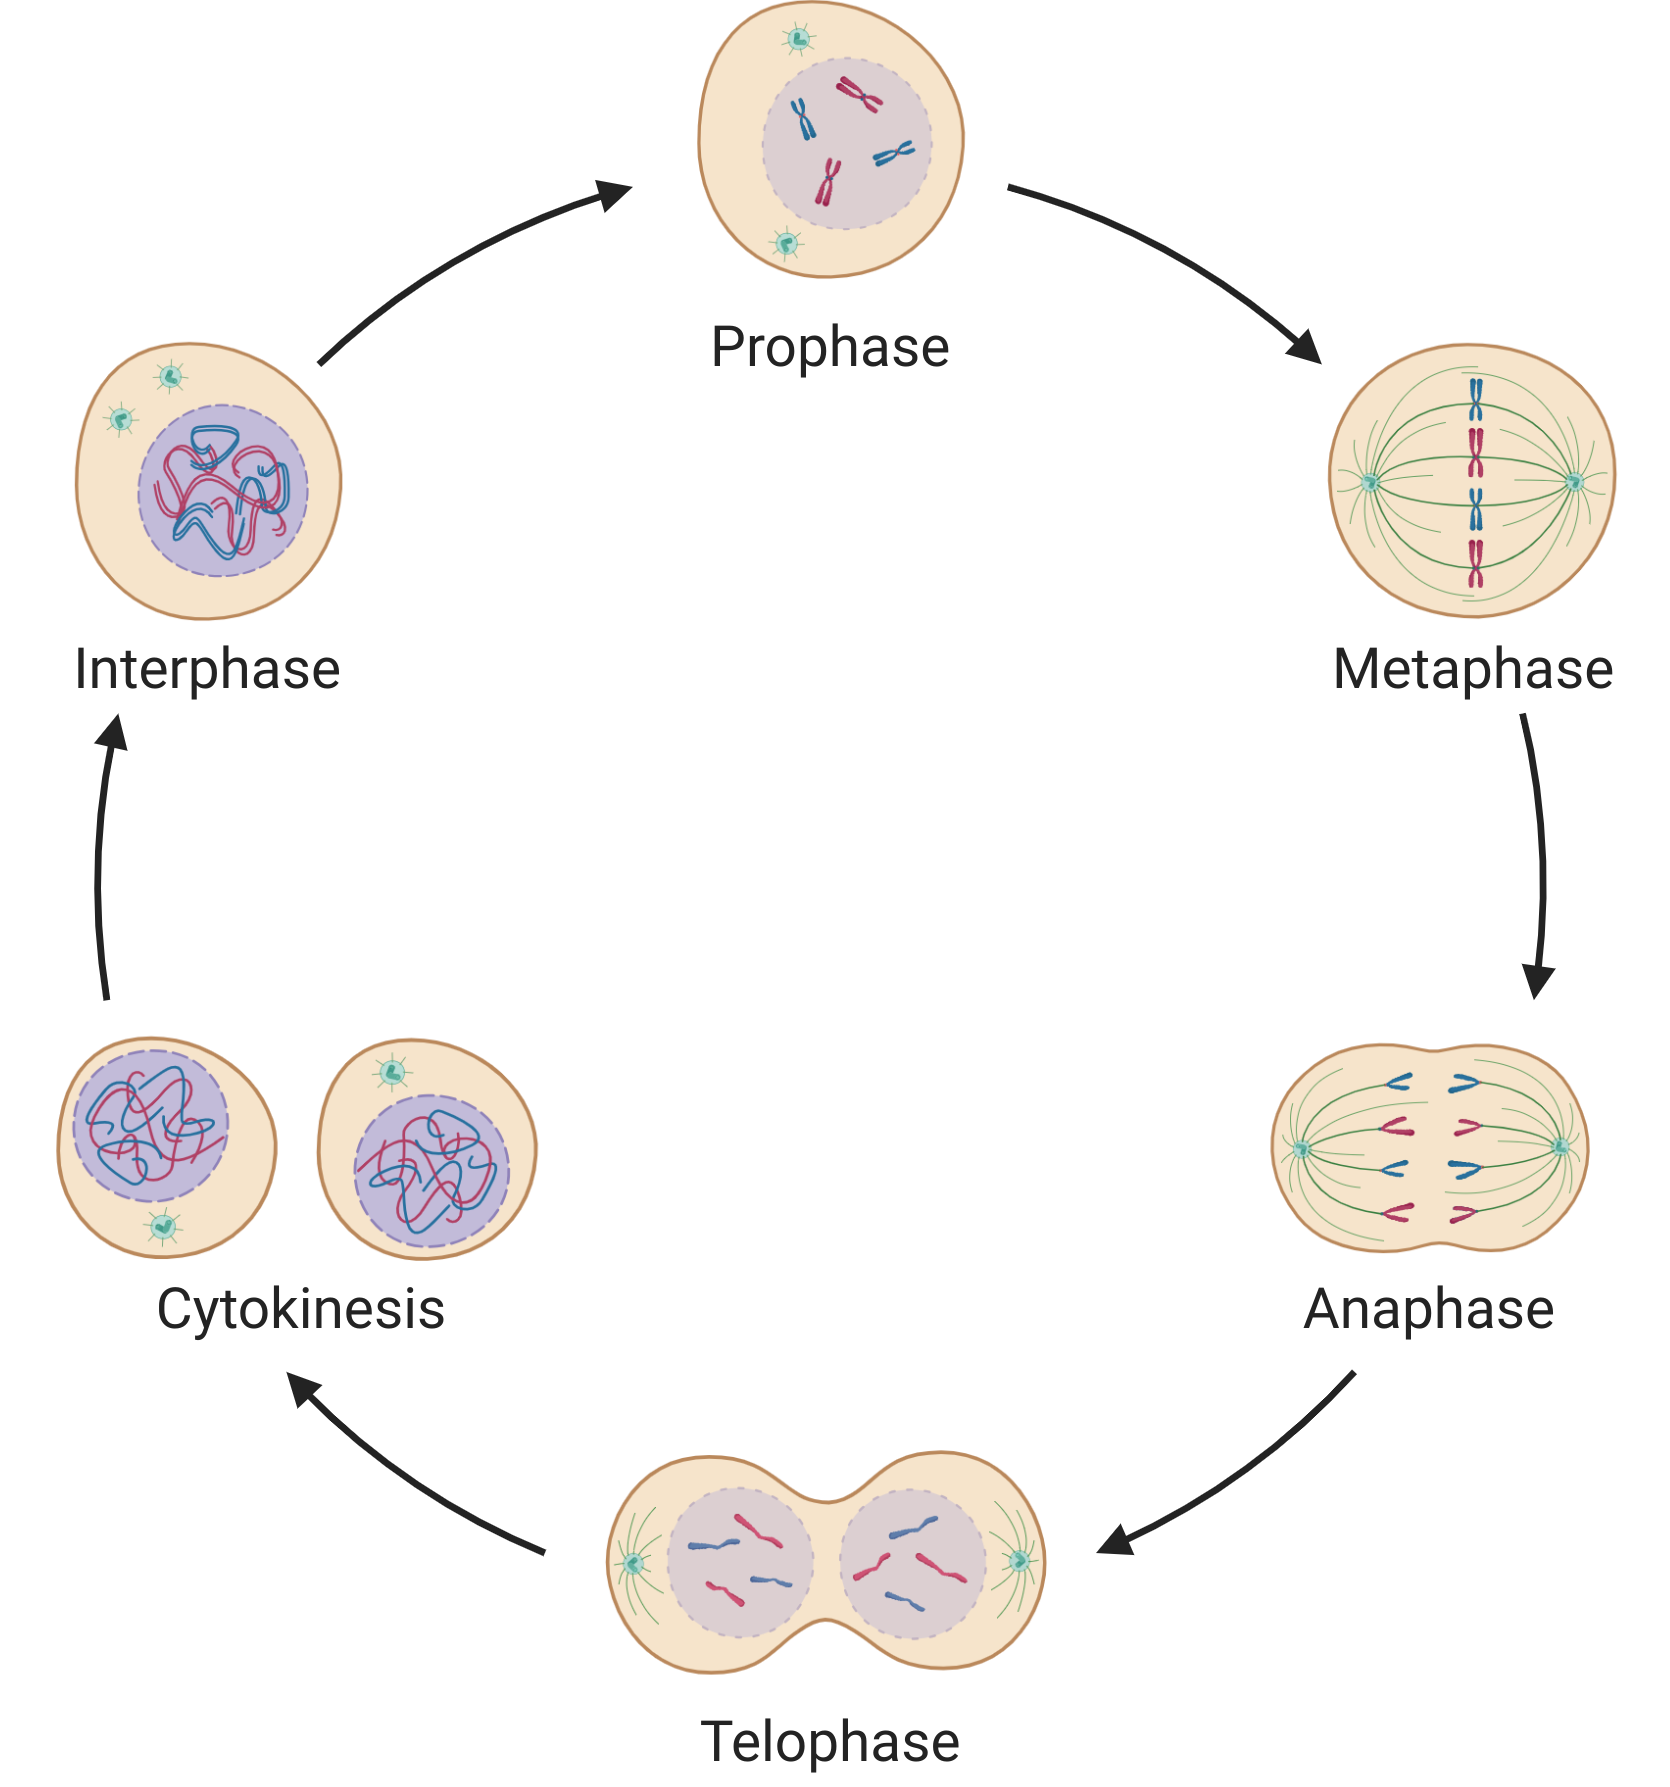 Prophase
Interphase
Metaphase
Cytokinesis
Anaphase
Telophase